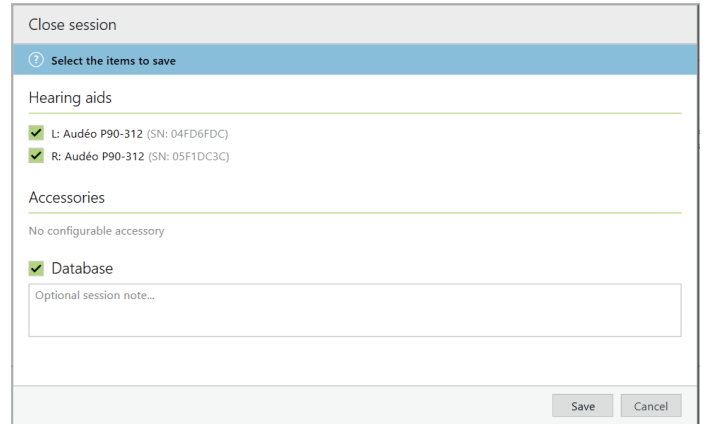 Close session
? Select the items to save
Hearing aids
L: Audéo P90-312 (SN: 04FD6FDC)
R: Audéo P90-312 (SN: 05F1DC3C)
Accessories
No configurable accessory
Database
Optional session note...
Save Cancel